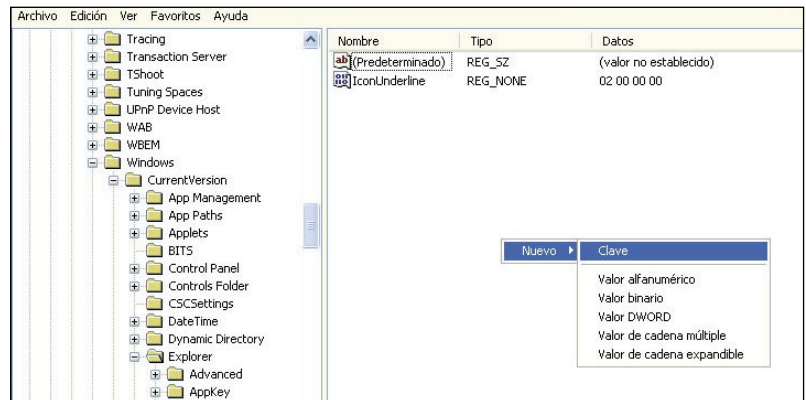 Archivo Edición Ver Favoritos Ayuda
Tracing
Transaction Server
TShoot
Tuning Spaces
UPnP Device Host
WAB
WBEM
Windows
CurrentVersion
App Management
App Paths
Applets
BITS
Control Panel
Controls Folder
CSCSettings
DateTime
Dynamic Directory
Explorer
Advanced
AppKey
Nombre Tipo Datos
(Predeterminado) REG_SZ (valor no establecido)
IconUnderline REG_NONE 02 00 00 00
Nuevo
Clave
Valor alfanumérico
Valor binario
Valor DWORD
Valor de cadena múltiple
Valor de cadena expandible